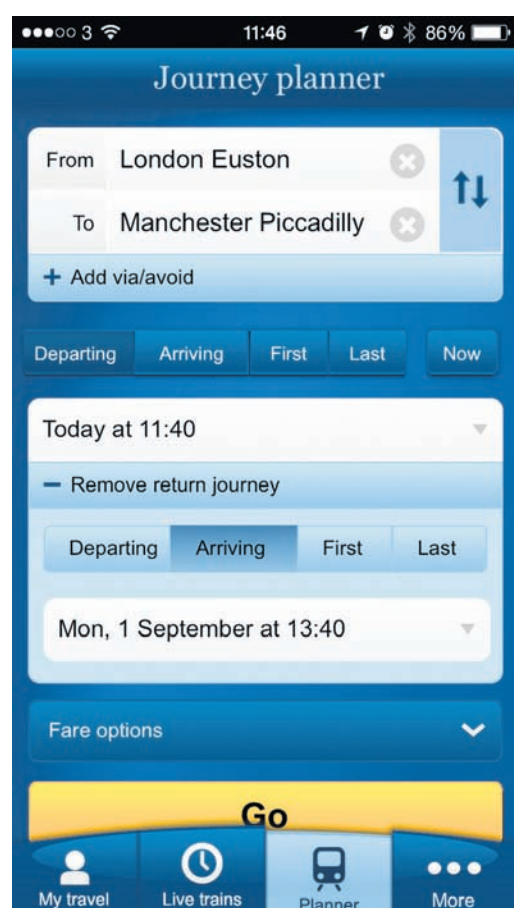 3 11:46 86%
Journey planner
From London Euston
To Manchester Piccadilly
+ Add via/avoid
Departing Arriving First Last Now
Today at 11:40
− Remove return journey
Departing Arriving First Last
Mon, 1 September at 13:40
Fare options
Go
My travel Live trains Planner More